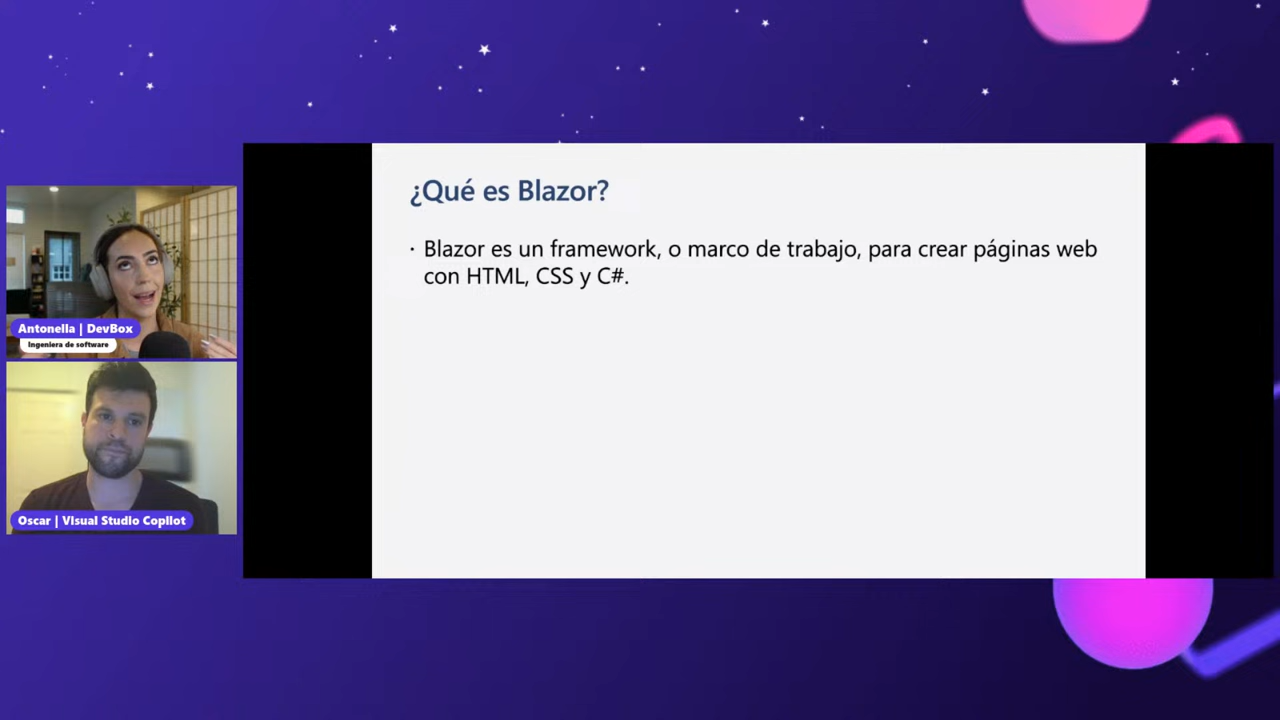 ¿Qué es Blazor?
· Blazor es un framework, o marco de trabajo, para crear páginas web
con HTML, CSS y C#.
Antonella | DevBox
Ingeniera de software
Oscar | Visual Studio Copilot